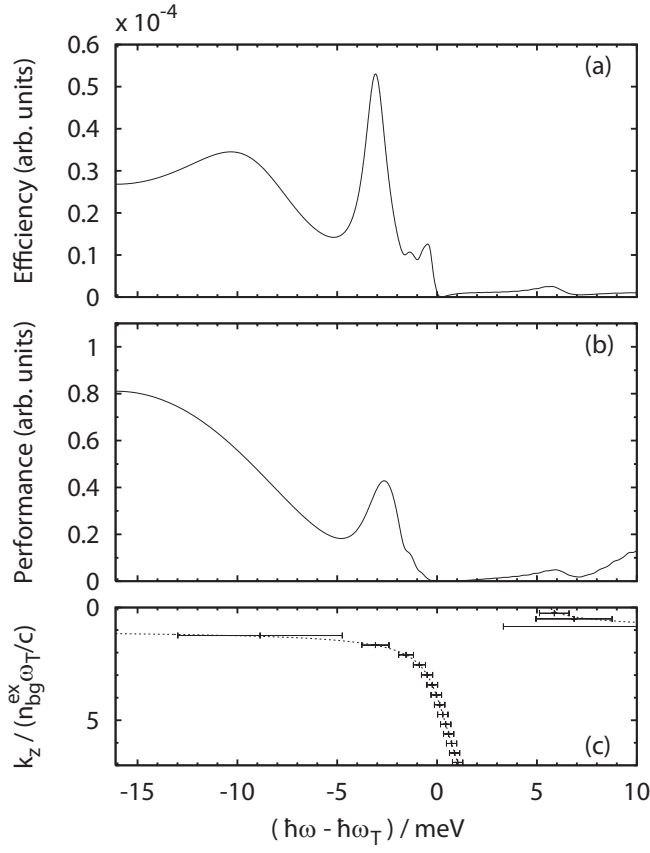 x 10^-4
0.6
(a)
0.5
0.4
0.3
0.2
0.1
0
Efficiency (arb. units)
1
(b)
0.8
0.6
0.4
0.2
0
Performance (arb. units)
0
5
(c)
k_z / (n_bg^ex ω_T/c)
-15 -10 -5 0 5 10
( ħω - ħω_T ) / meV